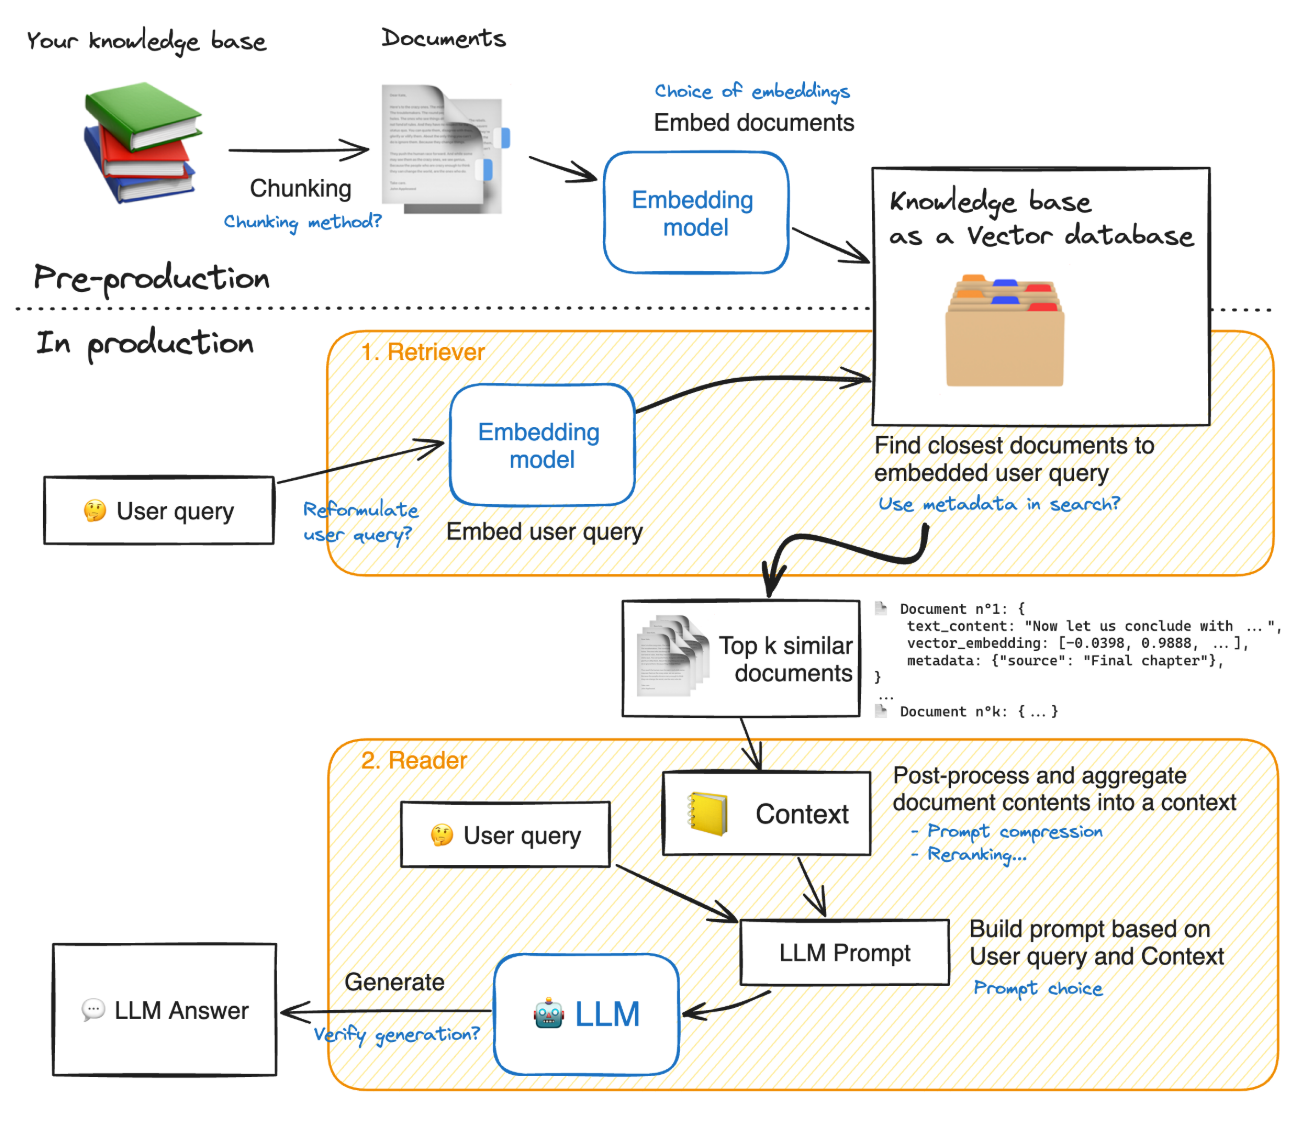 Your knowledge base
Documents
Choice of embeddings
Embed documents
Chunking
Chunking method?
Embedding
model
Knowledge base
as a Vector database
Pre-production
In production
1. Retriever
Embedding
model
User query
Reformulate
user query?
Embed user query
Find closest documents to
embedded user query
Use metadata in search?
Top k similar
documents
Document n°1: {
text_content: "Now let us conclude with ...",
vector_embedding: [-0.0398, 0.9888, ...],
metadata: {"source": "Final chapter"},
}
...
Document n°k: {...}
2. Reader
User query
Context
Post-process and aggregate
document contents into a context
- Prompt compression
- Reranking...
LLM Prompt
Build prompt based on
User query and Context
Prompt choice
LLM
Generate
Verify generation?
LLM Answer